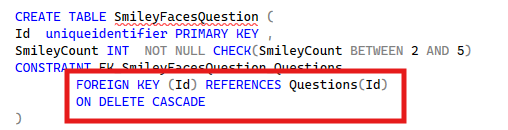 CREATE TABLE SmileyFacesQuestion (
Id uniqueidentifier PRIMARY KEY ,
SmileyCount INT NOT NULL CHECK(SmileyCount BETWEEN 2 AND 5)
CONSTRAINT FK_SmileyFacesQuestion_Questions
FOREIGN KEY (Id) REFERENCES Questions(Id)
ON DELETE CASCADE
)